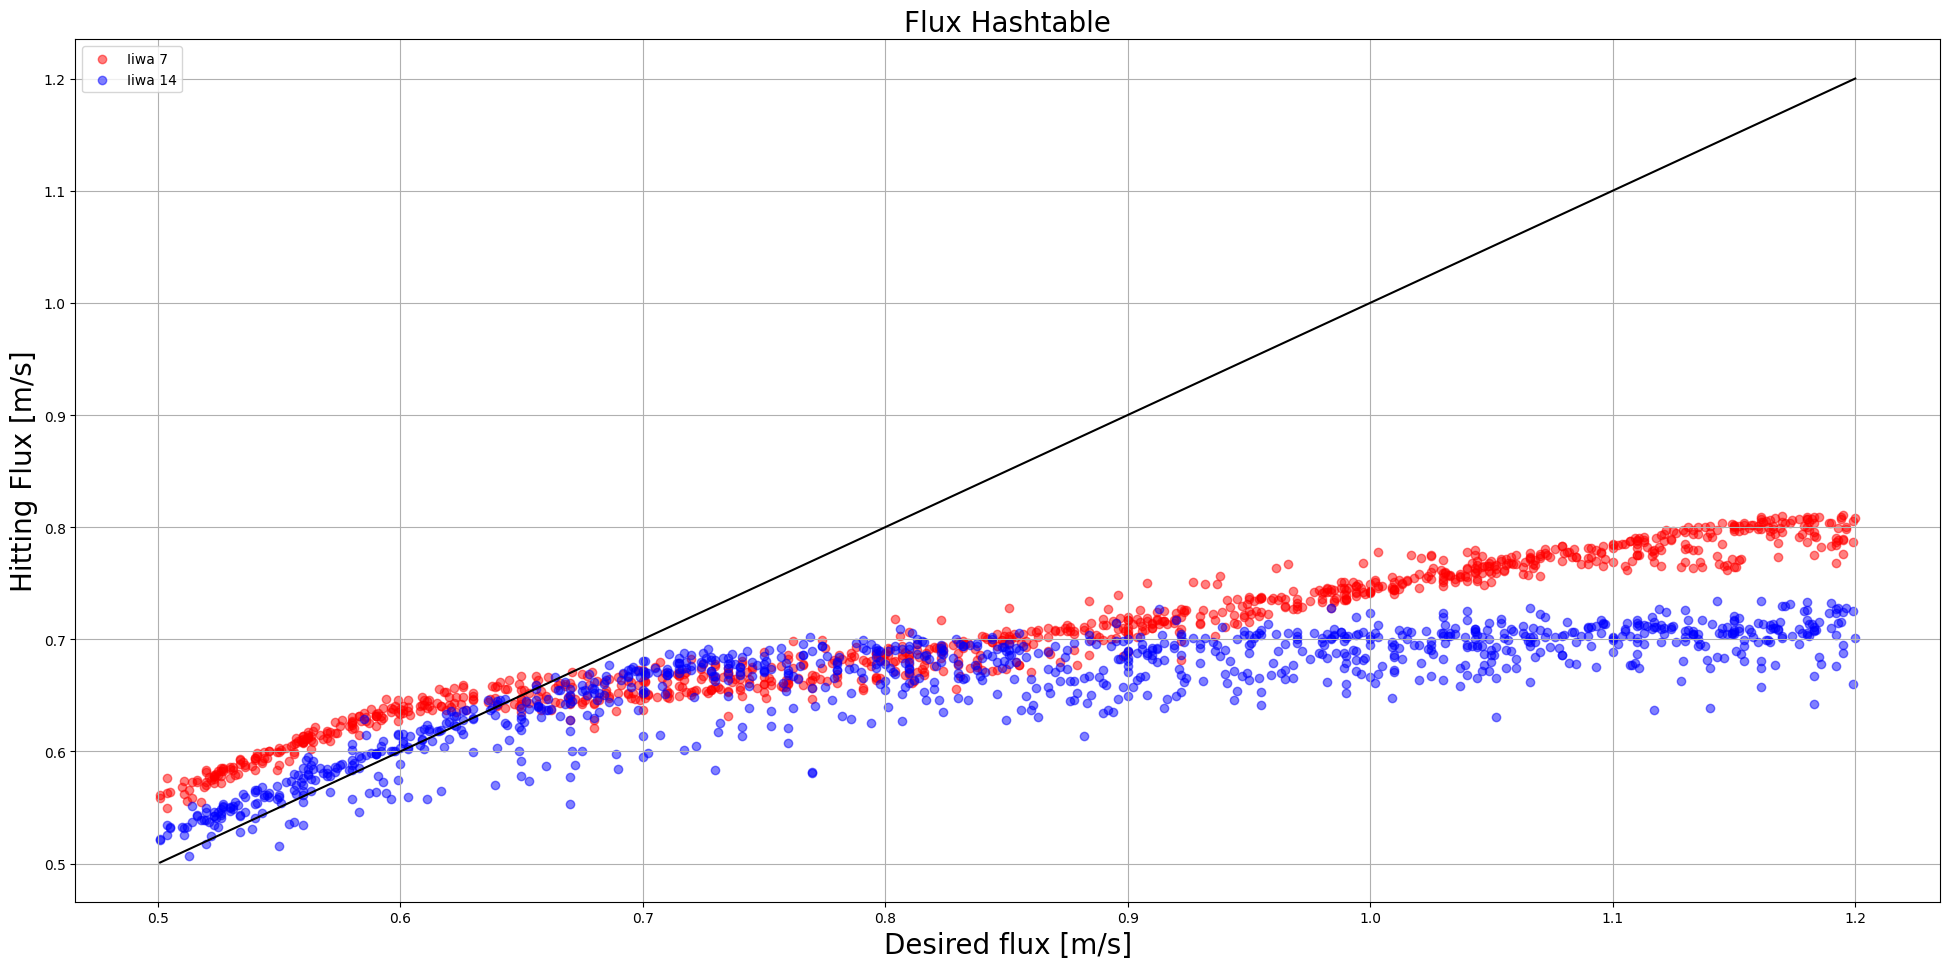 Flux Hashtable
Iiwa 7
Iiwa 14
Hitting Flux [m/s]
1.2
1.1
1.0
0.9
0.8
0.7
0.6
0.5
0.5 0.6 0.7 0.8 0.9 1.0 1.1 1.2
Desired flux [m/s]